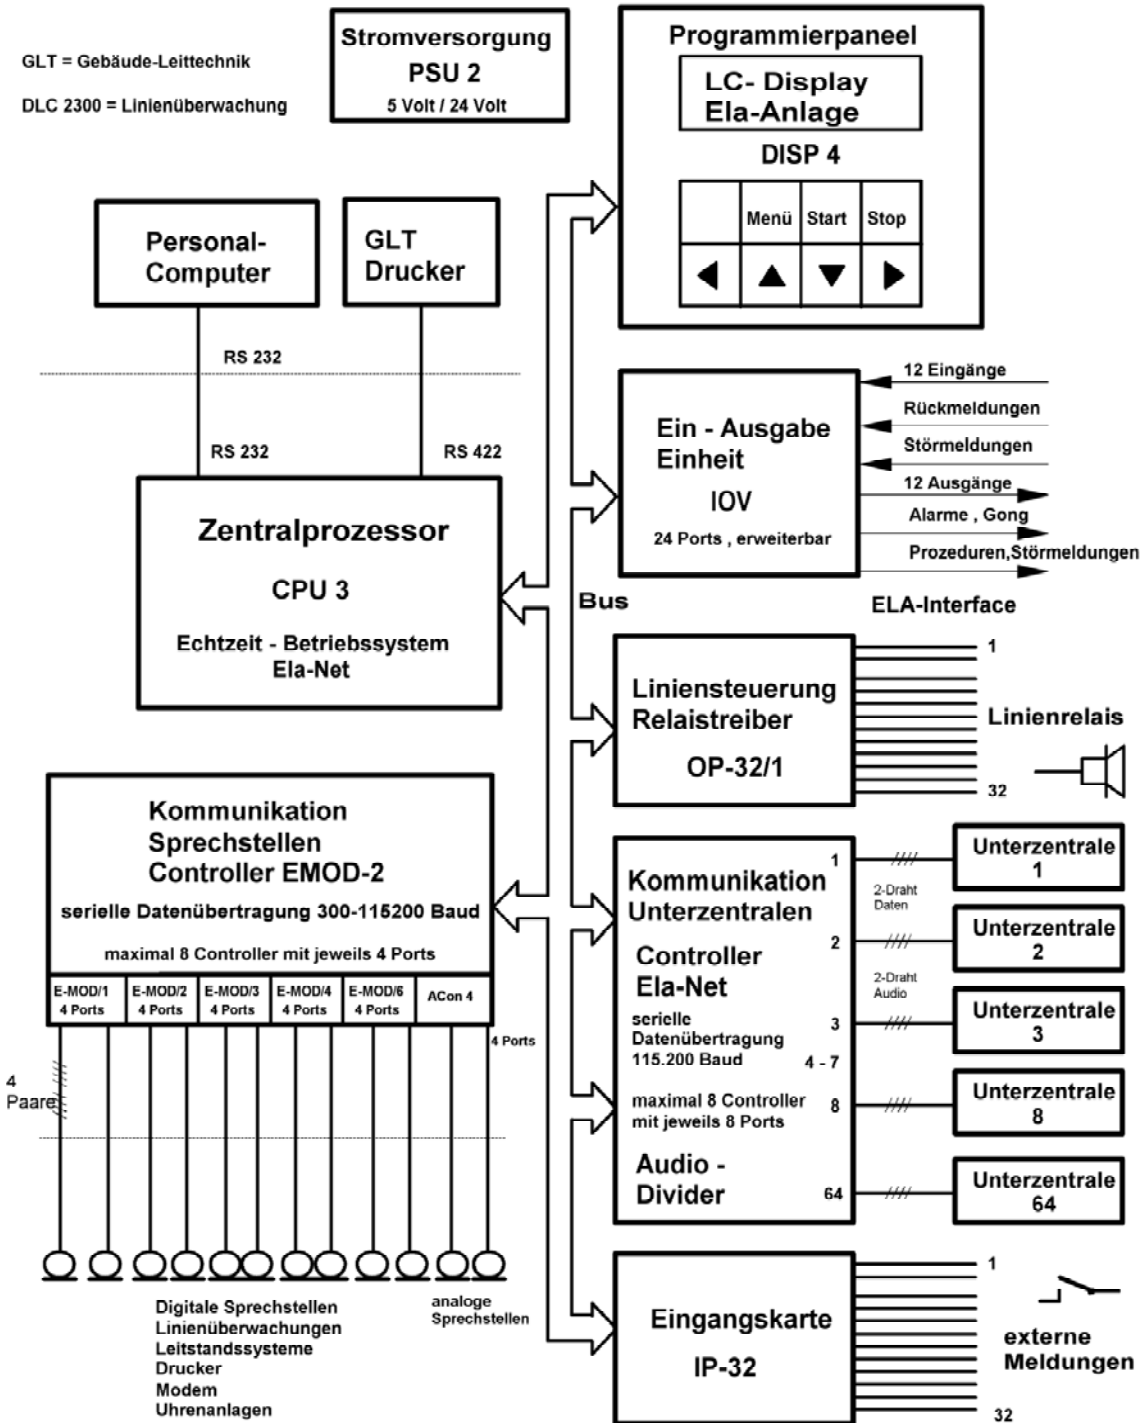 GLT = Gebäude-Leittechnik
DLC 2300 = Linienüberwachung
Stromversorgung
PSU 2
5 Volt / 24 Volt
Programmierpaneel
LC- Display
Ela-Anlage
DISP 4
Menü
Start
Stop
Personal-
Computer
GLT
Drucker
RS 232
RS 232
RS 422
Zentralprozessor
CPU 3
Echtzeit - Betriebssystem
Ela-Net
Bus
Ein - Ausgabe
Einheit
IOV
24 Ports , erweiterbar
12 Eingänge
Rückmeldungen
Störmeldungen
12 Ausgänge
Alarme , Gong
Prozeduren,Störmeldungen
ELA-Interface
Liniensteuerung
Relaistreiber
OP-32/1
1
Linienrelais
32
Kommunikation
Sprechstellen
Controller EMOD-2
serielle Datenübertragung 300-115200 Baud
maximal 8 Controller mit jeweils 4 Ports
E-MOD/1
4 Ports
E-MOD/2
4 Ports
E-MOD/3
4 Ports
E-MOD/4
4 Ports
E-MOD/6
4 Ports
ACon 4
4 Ports
4
Paare
Digitale Sprechstellen
Linienüberwachungen
Leitstandssysteme
Drucker
Modem
Uhrenanlagen
analoge
Sprechstellen
Kommunikation
Unterzentralen
Controller
Ela-Net
serielle
Datenübertragung
115.200 Baud
maximal 8 Controller
mit jeweils 8 Ports
Audio -
Divider
1
2
3
4 - 7
8
64
2-Draht
Daten
2-Draht
Audio
Unterzentrale
1
Unterzentrale
2
Unterzentrale
3
Unterzentrale
8
Unterzentrale
64
Eingangskarte
IP-32
1
externe
Meldungen
32